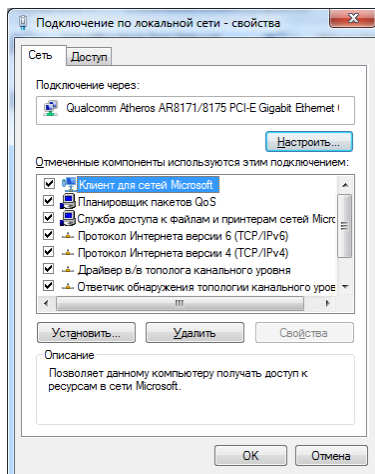 Подключение по локальной сети - свойства
Сеть Доступ
Подключение через:
Qualcomm Atheros AR8171/8175 PCI-E Gigabit Ethernet (
Настроить...
Отмеченные компоненты используются этим подключением:
Клиент для сетей Microsoft
Планировщик пакетов QoS
Служба доступа к файлам и принтерам сетей Micro
Протокол Интернета версии 6 (TCP/IPv6)
Протокол Интернета версии 4 (TCP/IPv4)
Драйвер в/в тополога канального уровня
Ответчик обнаружения топологии канального уров
Установить... Удалить Свойства
Описание
Позволяет данному компьютеру получать доступ к
ресурсам в сети Microsoft.
OK Отмена